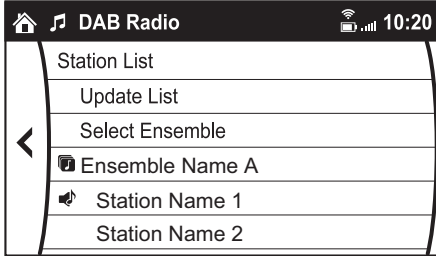 DAB Radio 10:20
Station List
Update List
Select Ensemble
Ensemble Name A
Station Name 1
Station Name 2